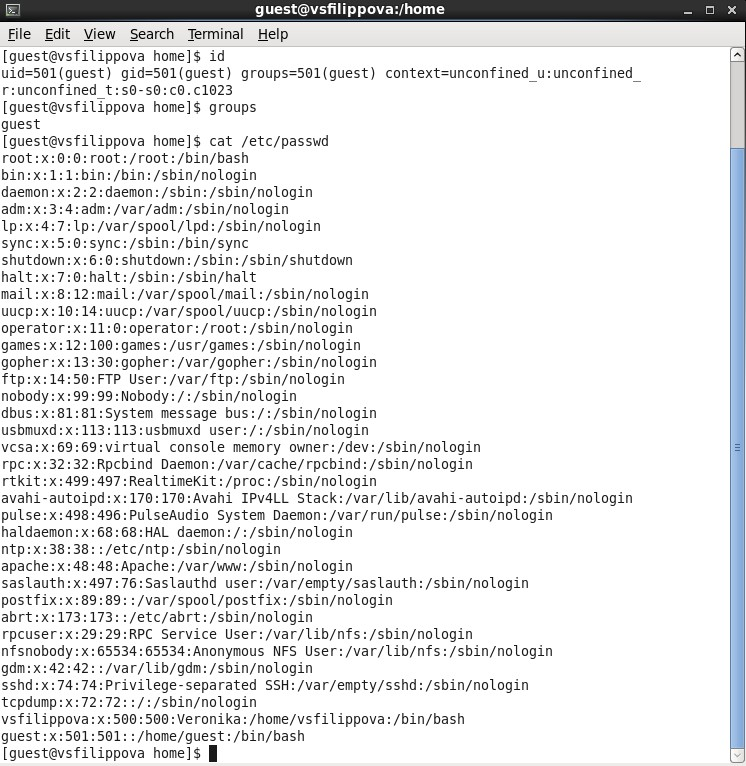 guest@vsfilippova:/home
File Edit View Search Terminal Help
[guest@vsfilippova home]$ id
uid=501(guest) gid=501(guest) groups=501(guest) context=unconfined_u:unconfined_
r:unconfined_t:s0-s0:c0.c1023
[guest@vsfilippova home]$ groups
guest
[guest@vsfilippova home]$ cat /etc/passwd
root:x:0:0:root:/root:/bin/bash
bin:x:1:1:bin:/bin:/sbin/nologin
daemon:x:2:2:daemon:/sbin:/sbin/nologin
adm:x:3:4:adm:/var/adm:/sbin/nologin
lp:x:4:7:lp:/var/spool/lpd:/sbin/nologin
sync:x:5:0:sync:/sbin:/bin/sync
shutdown:x:6:0:shutdown:/sbin:/sbin/shutdown
halt:x:7:0:halt:/sbin:/sbin/halt
mail:x:8:12:mail:/var/spool/mail:/sbin/nologin
uucp:x:10:14:uucp:/var/spool/uucp:/sbin/nologin
operator:x:11:0:operator:/root:/sbin/nologin
games:x:12:100:games:/usr/games:/sbin/nologin
gopher:x:13:30:gopher:/var/gopher:/sbin/nologin
ftp:x:14:50:FTP User:/var/ftp:/sbin/nologin
nobody:x:99:99:Nobody:/:/sbin/nologin
dbus:x:81:81:System message bus:/:/sbin/nologin
usbmuxd:x:113:113:usbmuxd user:/:/sbin/nologin
vcsa:x:69:69:virtual console memory owner:/dev:/sbin/nologin
rpc:x:32:32:Rpcbind Daemon:/var/cache/rpcbind:/sbin/nologin
rtkit:x:499:497:RealtimeKit:/proc:/sbin/nologin
avahi-autoipd:x:170:170:Avahi IPv4LL Stack:/var/lib/avahi-autoipd:/sbin/nologin
pulse:x:498:496:PulseAudio System Daemon:/var/run/pulse:/sbin/nologin
haldaemon:x:68:68:HAL daemon:/:/sbin/nologin
ntp:x:38:38::/etc/ntp:/sbin/nologin
apache:x:48:48:Apache:/var/www:/sbin/nologin
saslauth:x:497:76:Saslauthd user:/var/empty/saslauth:/sbin/nologin
postfix:x:89:89::/var/spool/postfix:/sbin/nologin
abrt:x:173:173::/etc/abrt:/sbin/nologin
rpcuser:x:29:29:RPC Service User:/var/lib/nfs:/sbin/nologin
nfsnobody:x:65534:65534:Anonymous NFS User:/var/lib/nfs:/sbin/nologin
gdm:x:42:42::/var/lib/gdm:/sbin/nologin
sshd:x:74:74:Privilege-separated SSH:/var/empty/sshd:/sbin/nologin
tcpdump:x:72:72::/:/sbin/nologin
vsfilippova:x:500:500:Veronika:/home/vsfilippova:/bin/bash
guest:x:501:501::/home/guest:/bin/bash
[guest@vsfilippova home]$